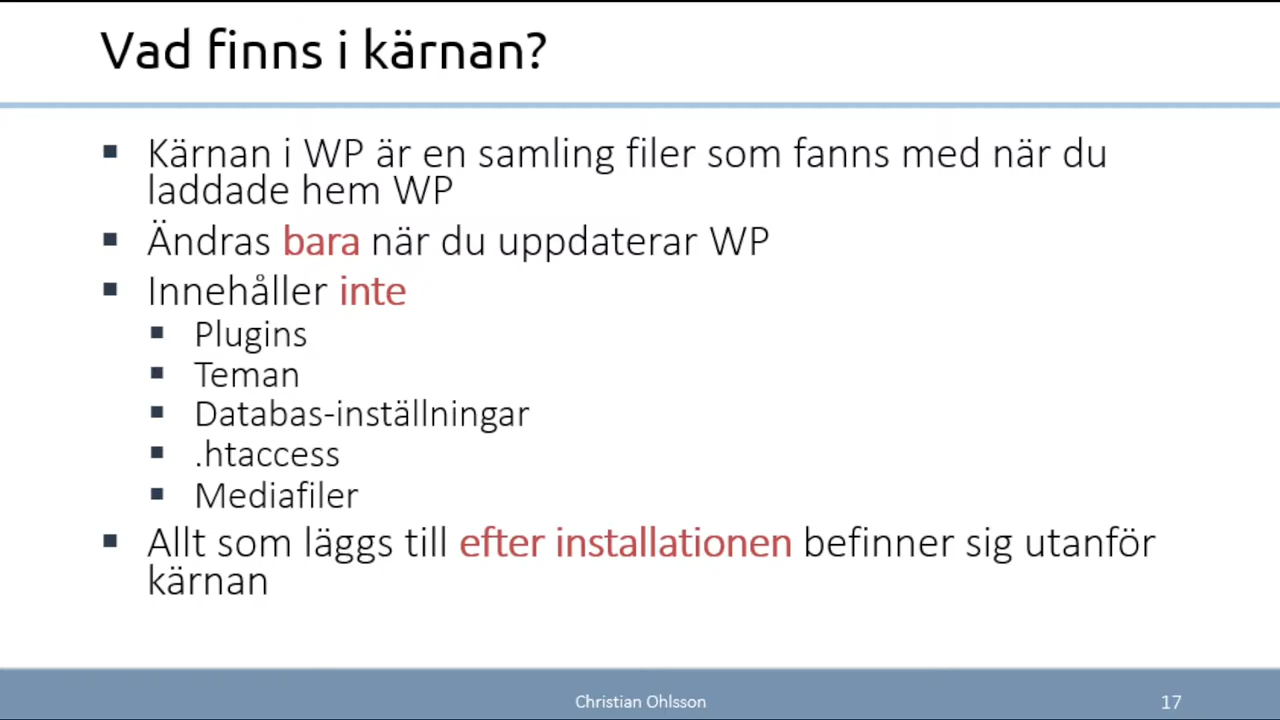 Vad finns i kärnan?
Kärnan i WP är en samling filer som fanns med när du
laddade hem WP
Ändras bara när du uppdaterar WP
Innehåller inte
Plugins
Teman
Databas-inställningar
.htaccess
Mediafiler
Allt som läggs till efter installationen befinner sig utanför
kärnan
Christian Ohlsson
17